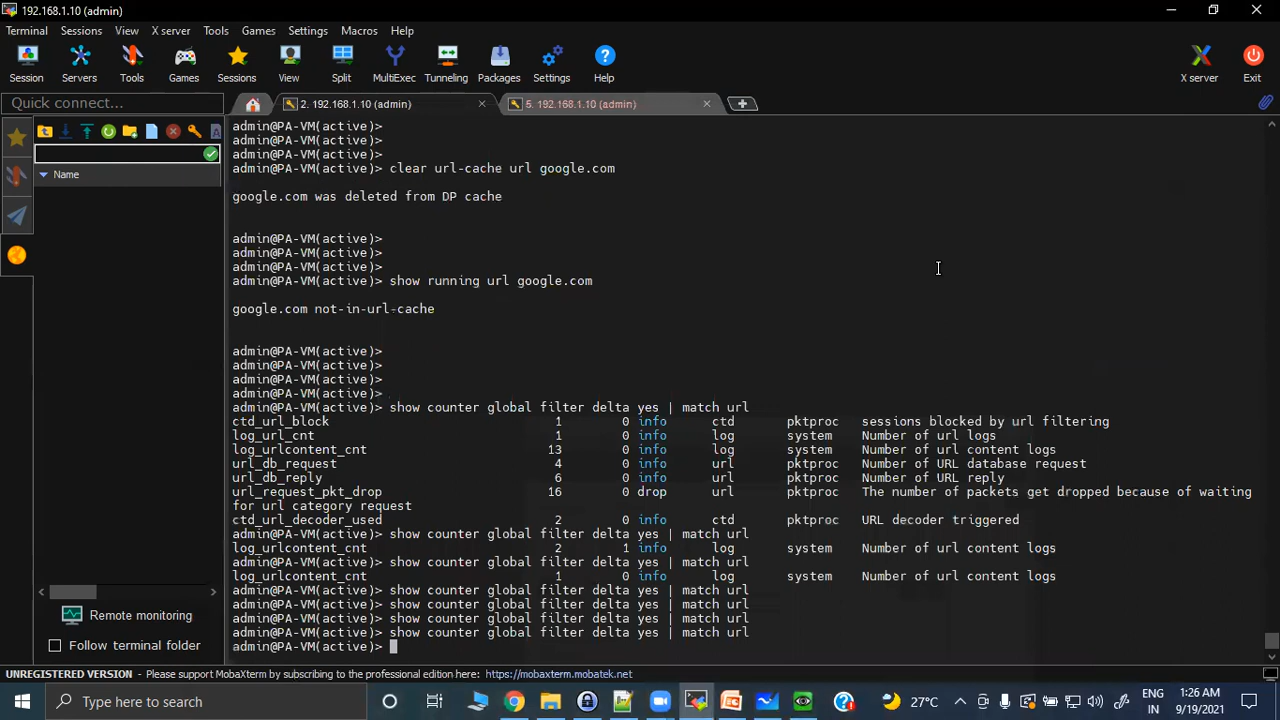 192.168.1.10 (admin)
Terminal Sessions View X server Tools Games Settings Macros Help
Session Servers Tools Games Sessions View Split MultiExec Tunneling Packages Settings Help X server Exit
Quick connect... 2. 192.168.1.10 (admin) 5. 192.168.1.10 (admin)
Name
admin@PA-VM(active)>
admin@PA-VM(active)>
admin@PA-VM(active)>
admin@PA-VM(active)> clear url-cache url google.com
google.com was deleted from DP cache
admin@PA-VM(active)>
admin@PA-VM(active)>
admin@PA-VM(active)>
admin@PA-VM(active)> show running url google.com
google.com not-in-url-cache
admin@PA-VM(active)>
admin@PA-VM(active)>
admin@PA-VM(active)>
admin@PA-VM(active)>
admin@PA-VM(active)> show counter global filter delta yes | match url
ctd_url_block 1 0 info ctd pktproc sessions blocked by url filtering
log_url_cnt 1 0 info log system Number of url logs
log_urlcontent_cnt 13 0 info log system Number of url content logs
url_db_request 4 0 info url pktproc Number of URL database request
url_db_reply 6 0 info url pktproc Number of URL reply
url_request_pkt_drop 16 0 drop url pktproc The number of packets get dropped because of waiting
for url category request
ctd_url_decoder_used 2 0 info ctd pktproc URL decoder triggered
admin@PA-VM(active)> show counter global filter delta yes | match url
log_urlcontent_cnt 2 1 info log system Number of url content logs
admin@PA-VM(active)> show counter global filter delta yes | match url
log_urlcontent_cnt 1 0 info log system Number of url content logs
admin@PA-VM(active)> show counter global filter delta yes | match url
admin@PA-VM(active)> show counter global filter delta yes | match url
admin@PA-VM(active)> show counter global filter delta yes | match url
admin@PA-VM(active)> show counter global filter delta yes | match url
admin@PA-VM(active)>
Remote monitoring
Follow terminal folder
UNREGISTERED VERSION - Please support MobaXterm by subscribing to the professional edition here: https://mobaxterm.mobatek.net
Type here to search 27°C ENG 1:26 AM
IN 9/19/2021